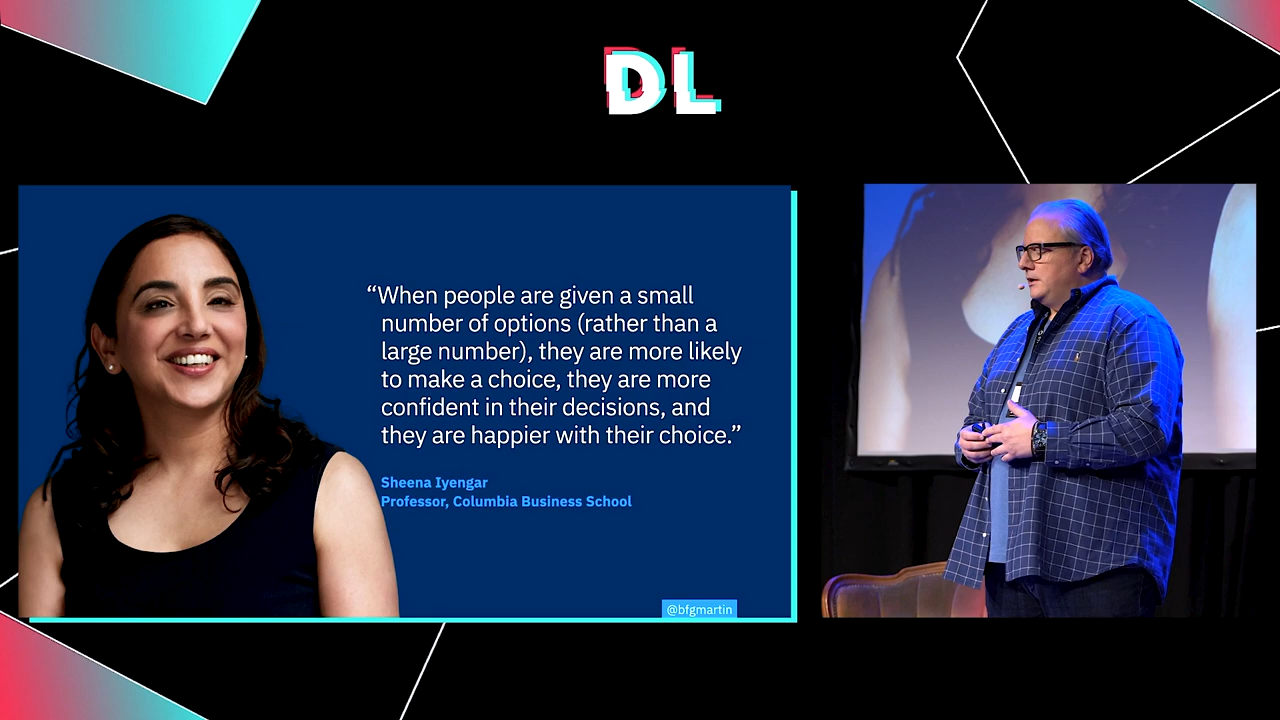 DL
“When people are given a small
number of options (rather than a
large number), they are more likely
to make a choice, they are more
confident in their decisions, and
they are happier with their choice.”
Sheena Iyengar
Professor, Columbia Business School
@bfgmartin